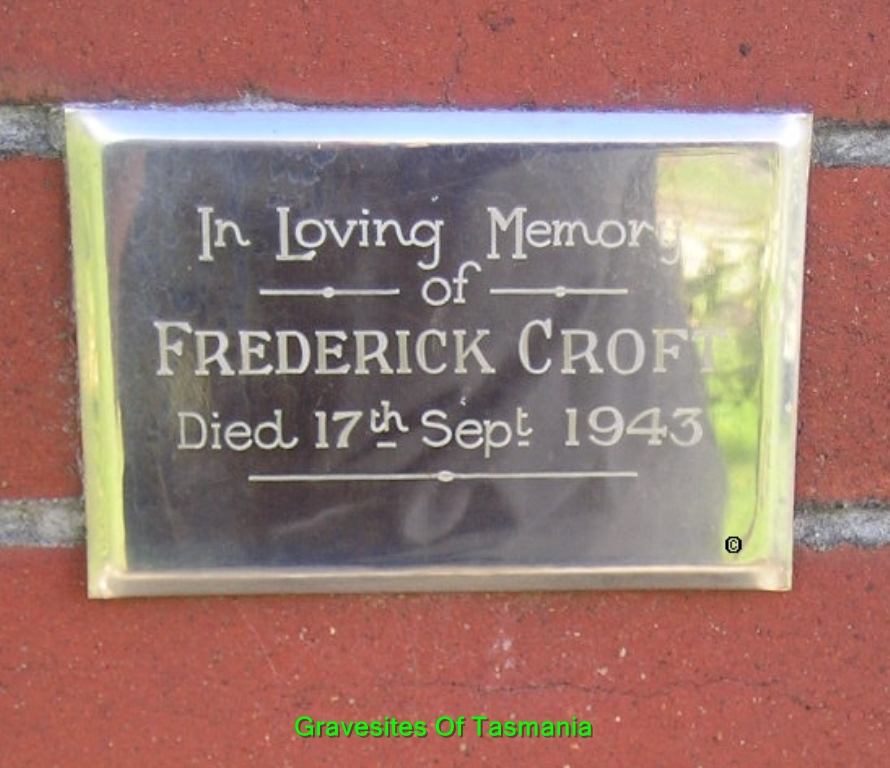 In Loving Memory
of
FREDERICK CROFT
Died 17th Sept 1943
©
Gravesites Of Tasmania